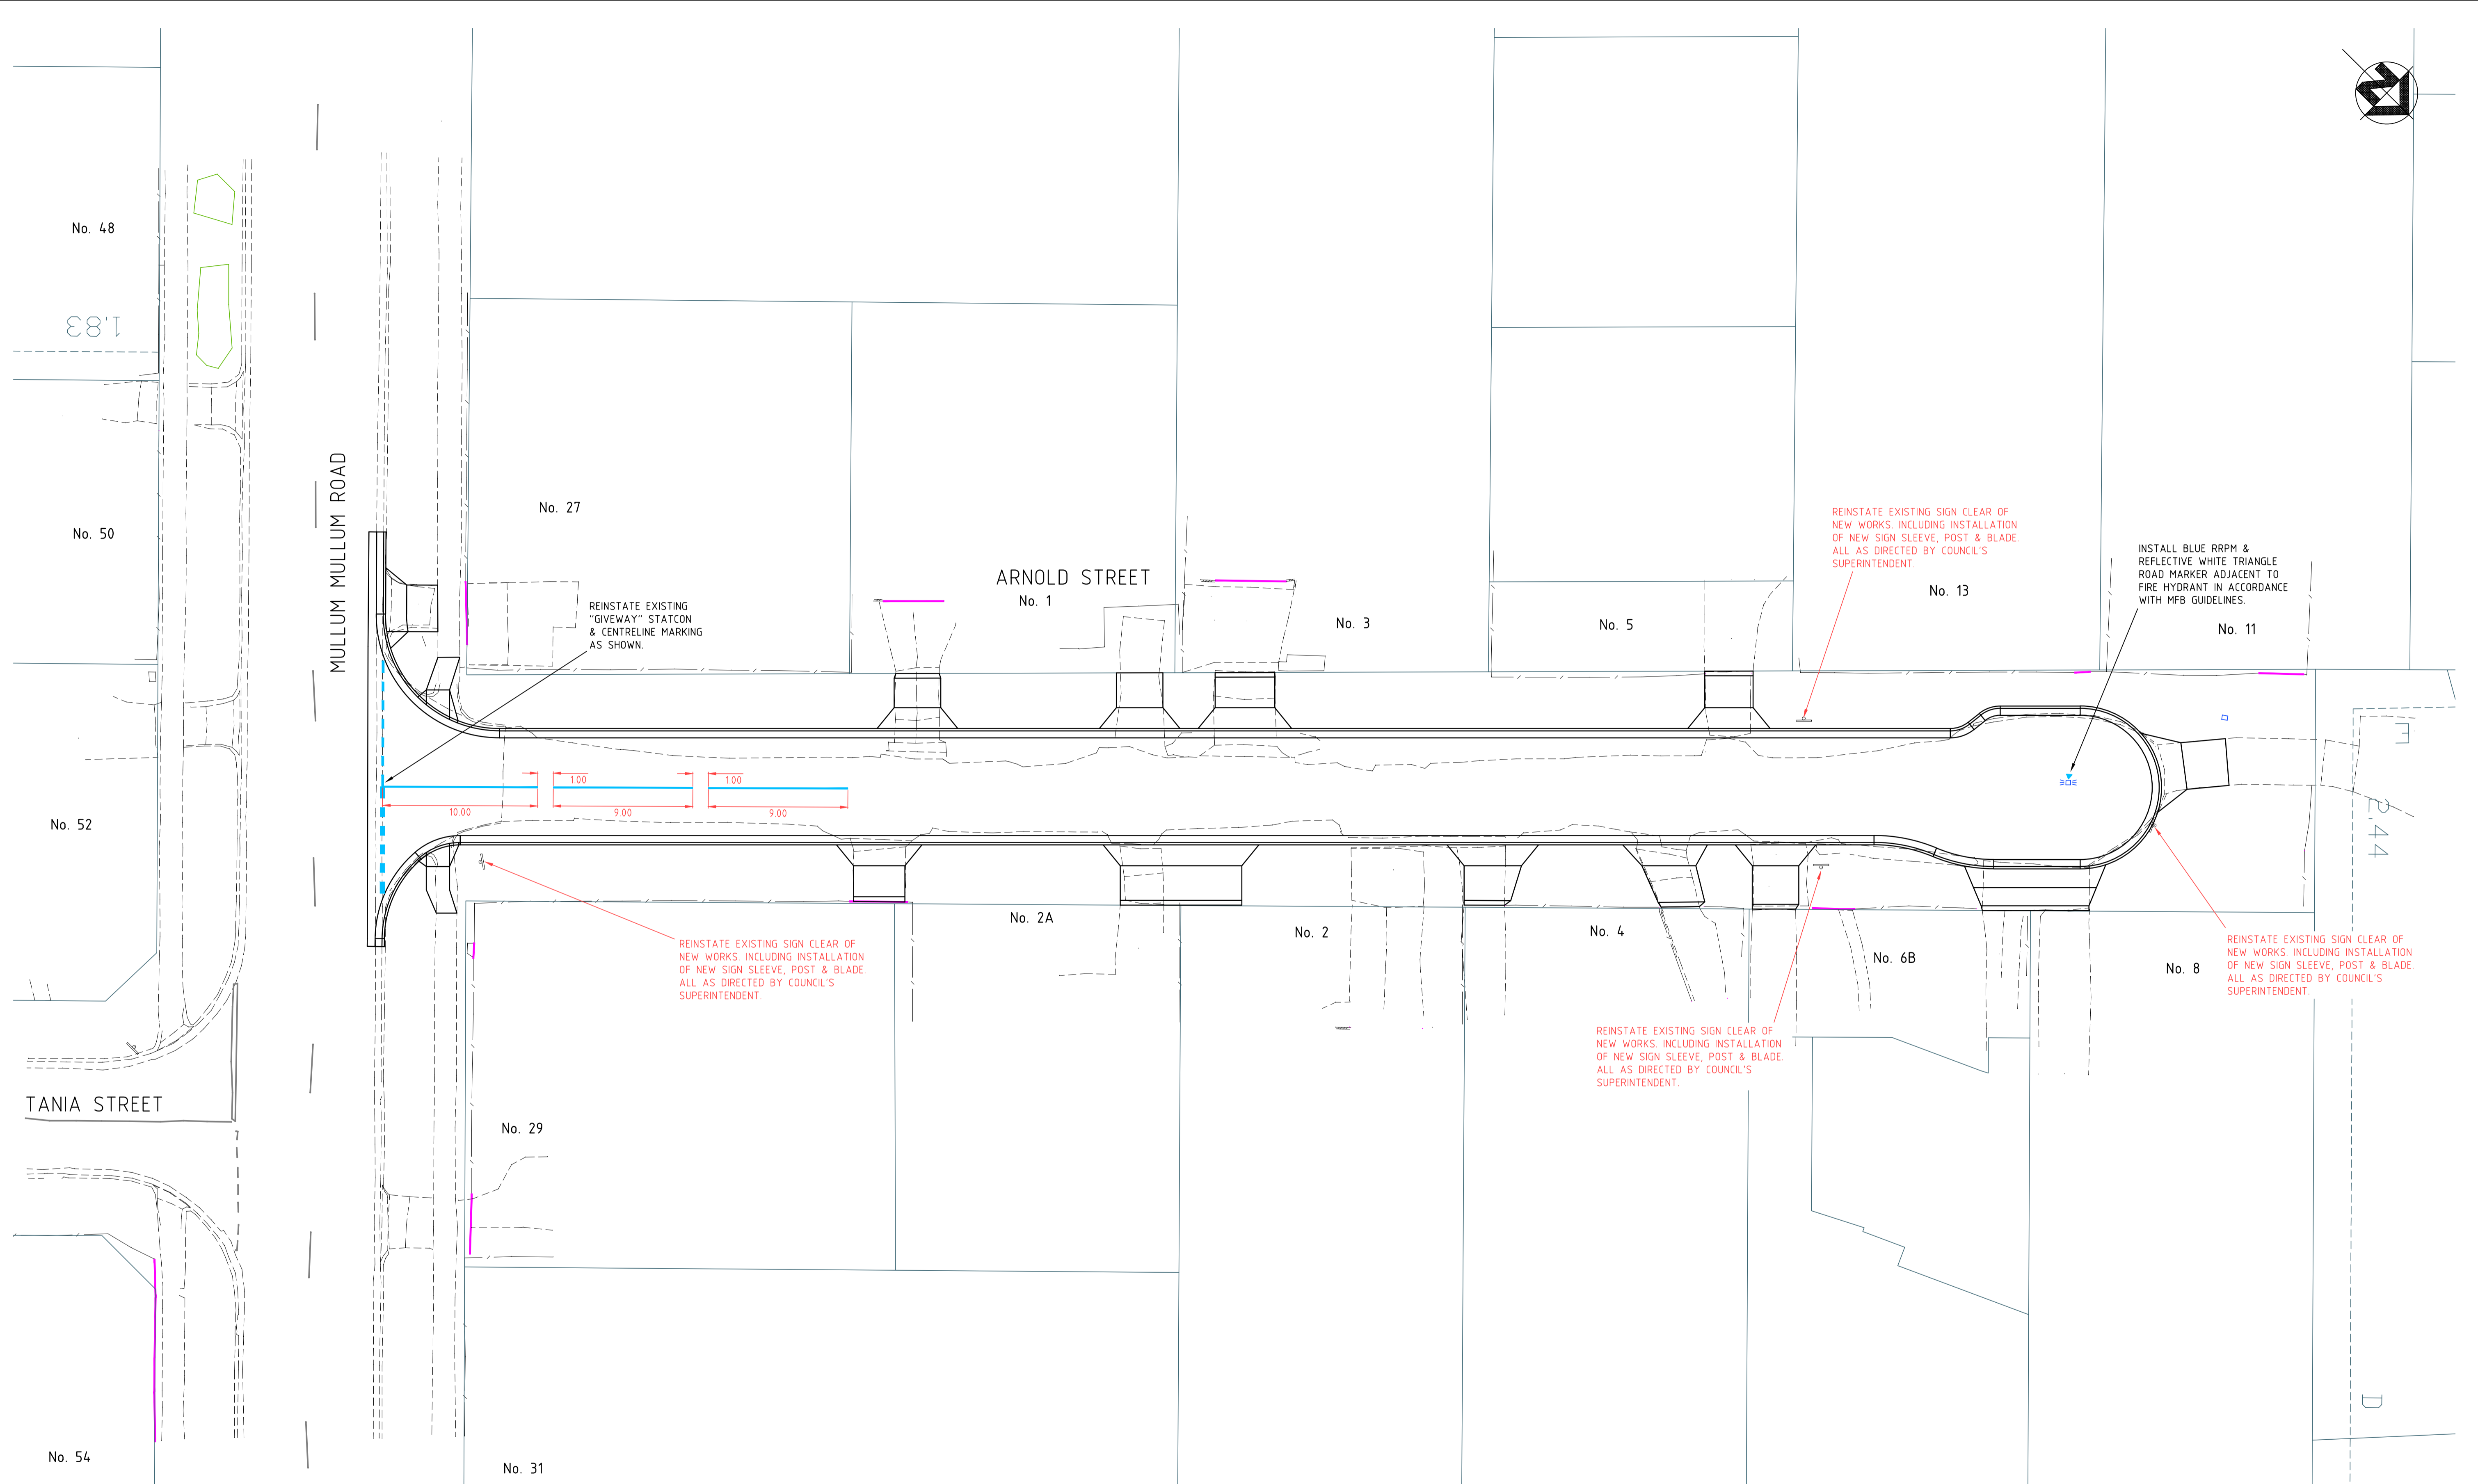 No. 48
1.83
No. 50
MULLUM MULLUM ROAD
No. 27
ARNOLD STREET
No. 1
No. 3
No. 5
REINSTATE EXISTING SIGN CLEAR OF
NEW WORKS. INCLUDING INSTALLATION
OF NEW SIGN SLEEVE, POST & BLADE.
ALL AS DIRECTED BY COUNCIL'S
SUPERINTENDENT.
No. 13
INSTALL BLUE RRPM &
REFLECTIVE WHITE TRIANGLE
ROAD MARKER ADJACENT TO
FIRE HYDRANT IN ACCORDANCE
WITH MFB GUIDELINES.
No. 11
REINSTATE EXISTING
"GIVEWAY" STATCON
& CENTRELINE MARKING
AS SHOWN.
1.00
1.00
10.00
9.00
9.00
E
2.44
No. 52
No. 2A
No. 2
No. 4
No. 6B
No. 8
REINSTATE EXISTING SIGN CLEAR OF
NEW WORKS. INCLUDING INSTALLATION
OF NEW SIGN SLEEVE, POST & BLADE.
ALL AS DIRECTED BY COUNCIL'S
SUPERINTENDENT.
REINSTATE EXISTING SIGN CLEAR OF
NEW WORKS. INCLUDING INSTALLATION
OF NEW SIGN SLEEVE, POST & BLADE.
ALL AS DIRECTED BY COUNCIL'S
SUPERINTENDENT.
REINSTATE EXISTING SIGN CLEAR OF
NEW WORKS. INCLUDING INSTALLATION
OF NEW SIGN SLEEVE, POST & BLADE.
ALL AS DIRECTED BY COUNCIL'S
SUPERINTENDENT.
TANIA STREET
No. 29
D
No. 54
No. 31